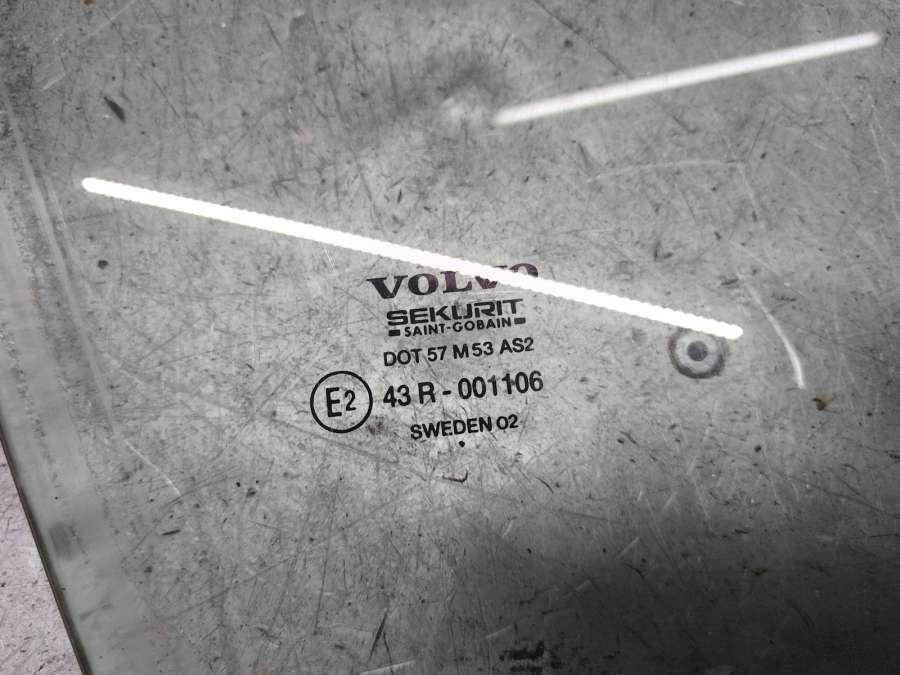 VOLVO
SEKURIT
SAINT-GOBAIN
DOT 57 M 53 AS2
E2 43 R - 001106
SWEDEN 02